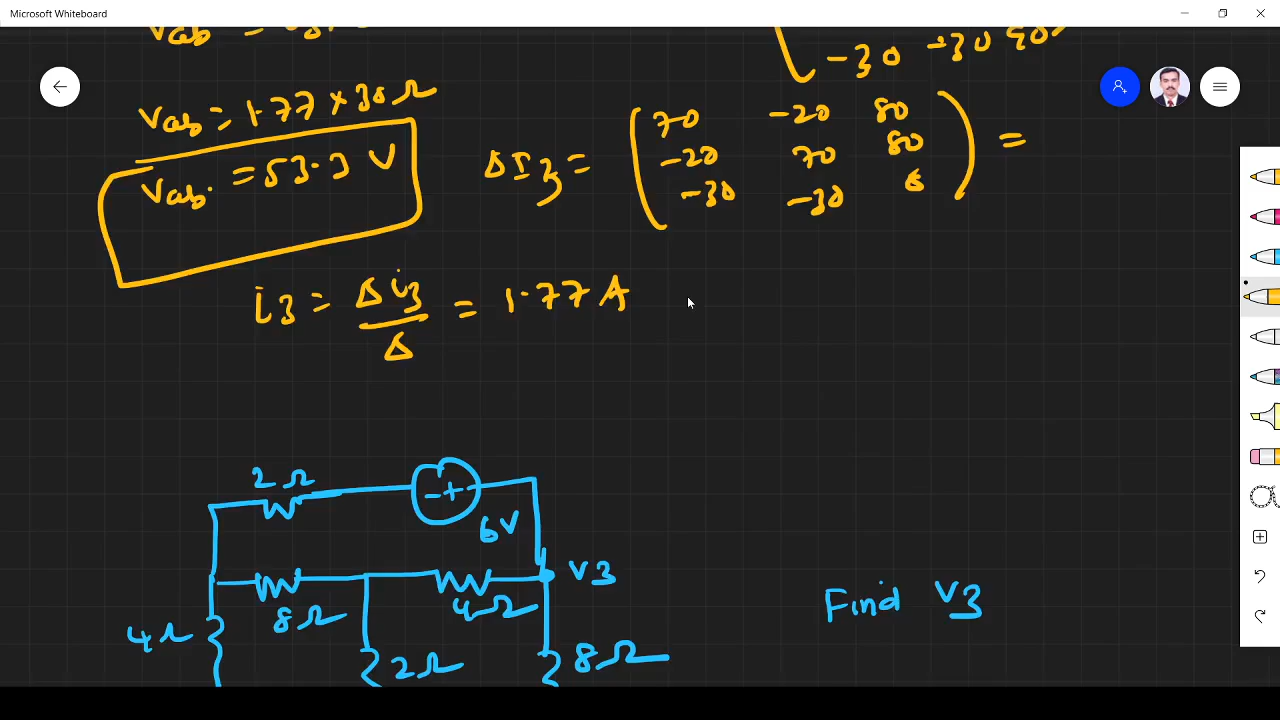 Microsoft Whiteboard
Vab =
-30 -30
Vab = 1.77 x 30 Ω
Vab = 53.3 V
ΔI3 =
70 -20 80
-20 70 80
-30 -30 6
=
i3 = Δi3 / Δ = 1.77 A
2 Ω
- +
6V
V3
8 Ω
4 Ω
4 Ω
2 Ω
8 Ω
Find V3